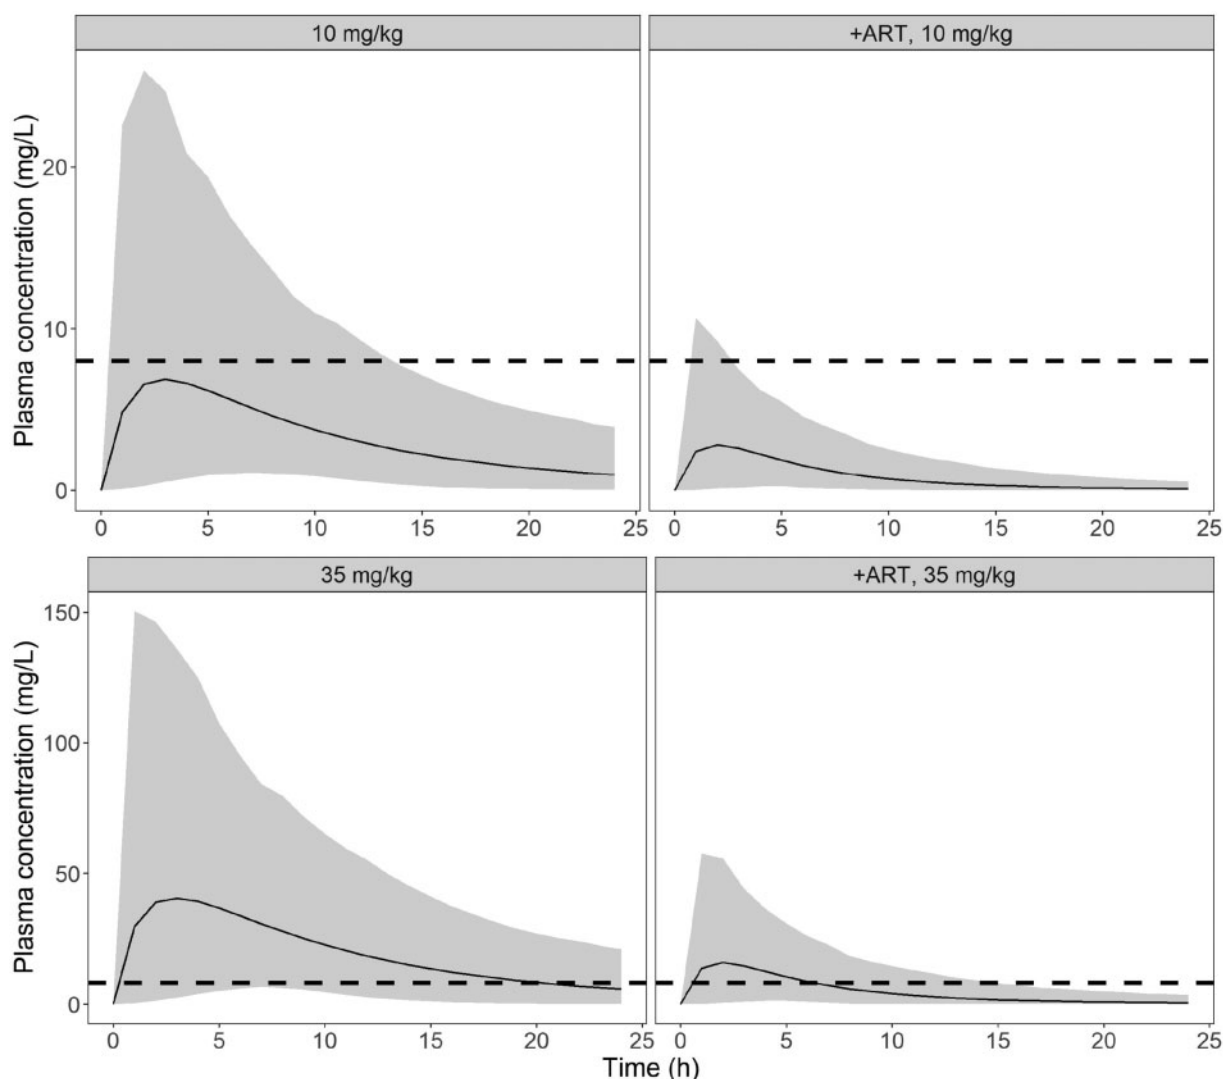 10 mg/kg
+ART, 10 mg/kg
Plasma concentration (mg/L)
20
10
0
0 5 10 15 20 25
0 5 10 15 20 25
35 mg/kg
+ART, 35 mg/kg
Plasma concentration (mg/L)
150
100
50
0
0 5 10 15 20 25
0 5 10 15 20 25
Time (h)